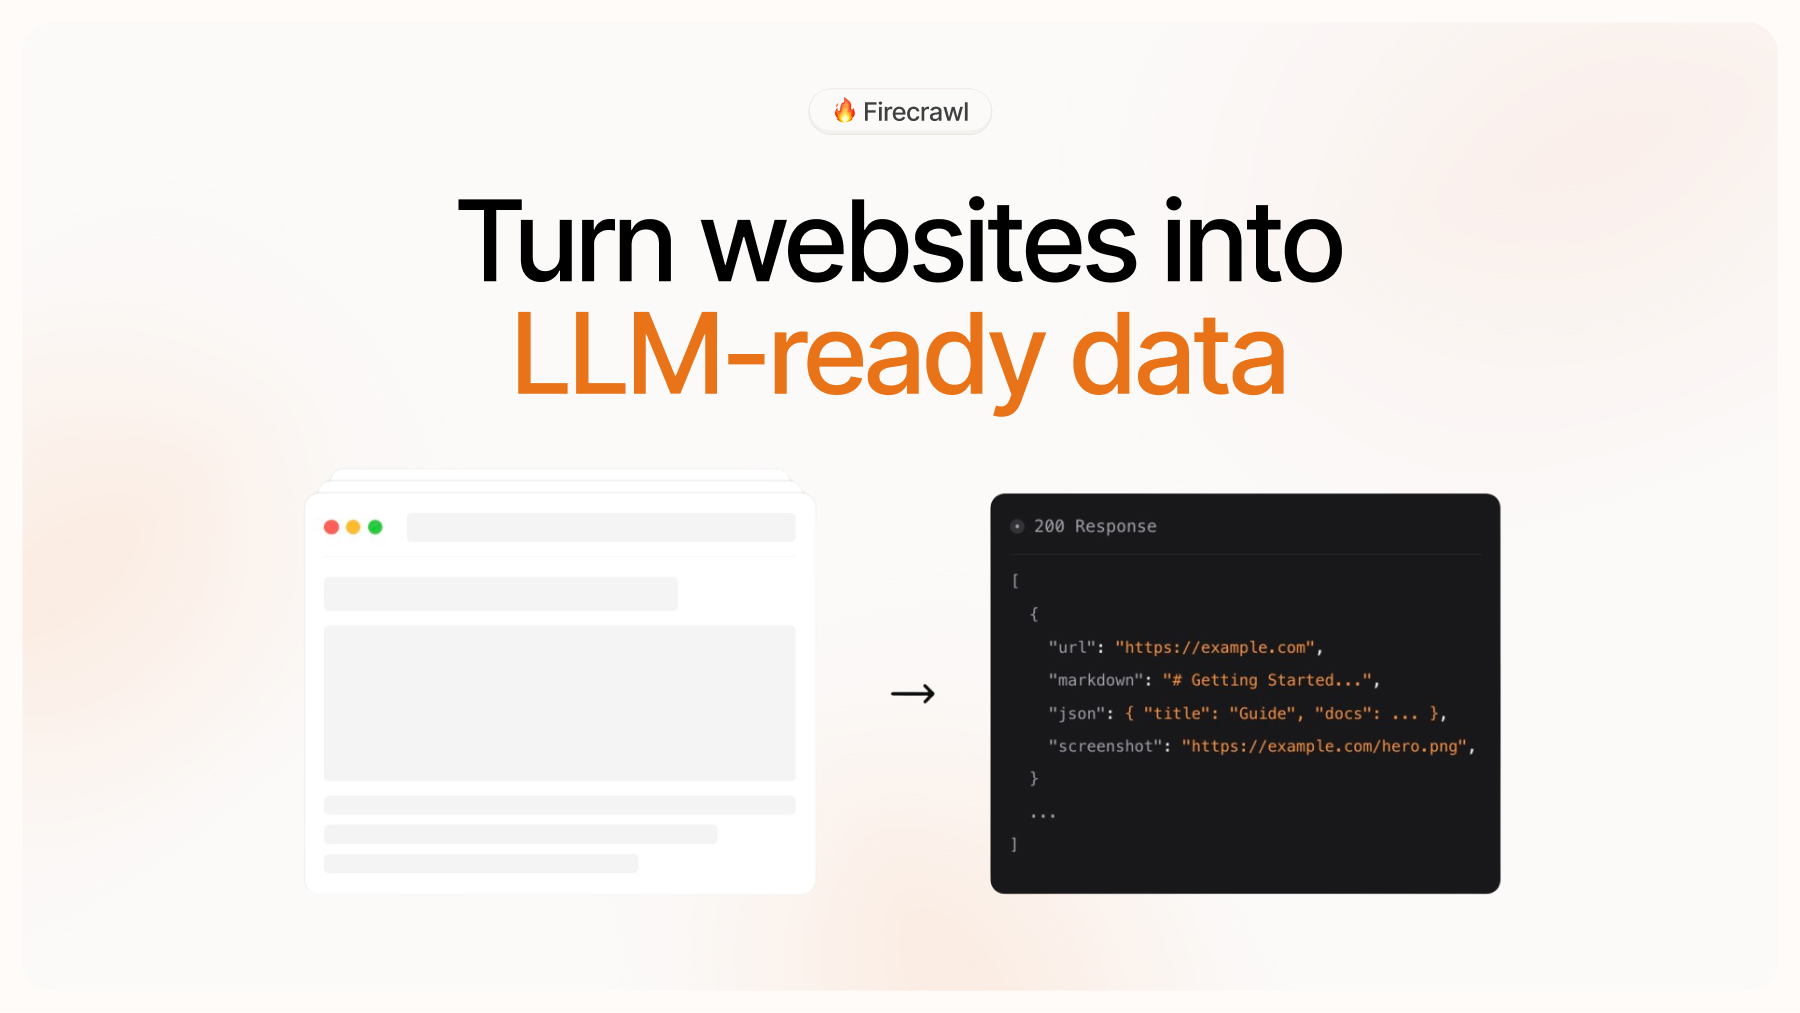 🔥 Firecrawl
Turn websites into
LLM-ready data
200 Response
[
{
"url": "https://example.com",
"markdown": "# Getting Started...",
"json": { "title": "Guide", "docs": ... },
"screenshot": "https://example.com/hero.png",
}
...
]